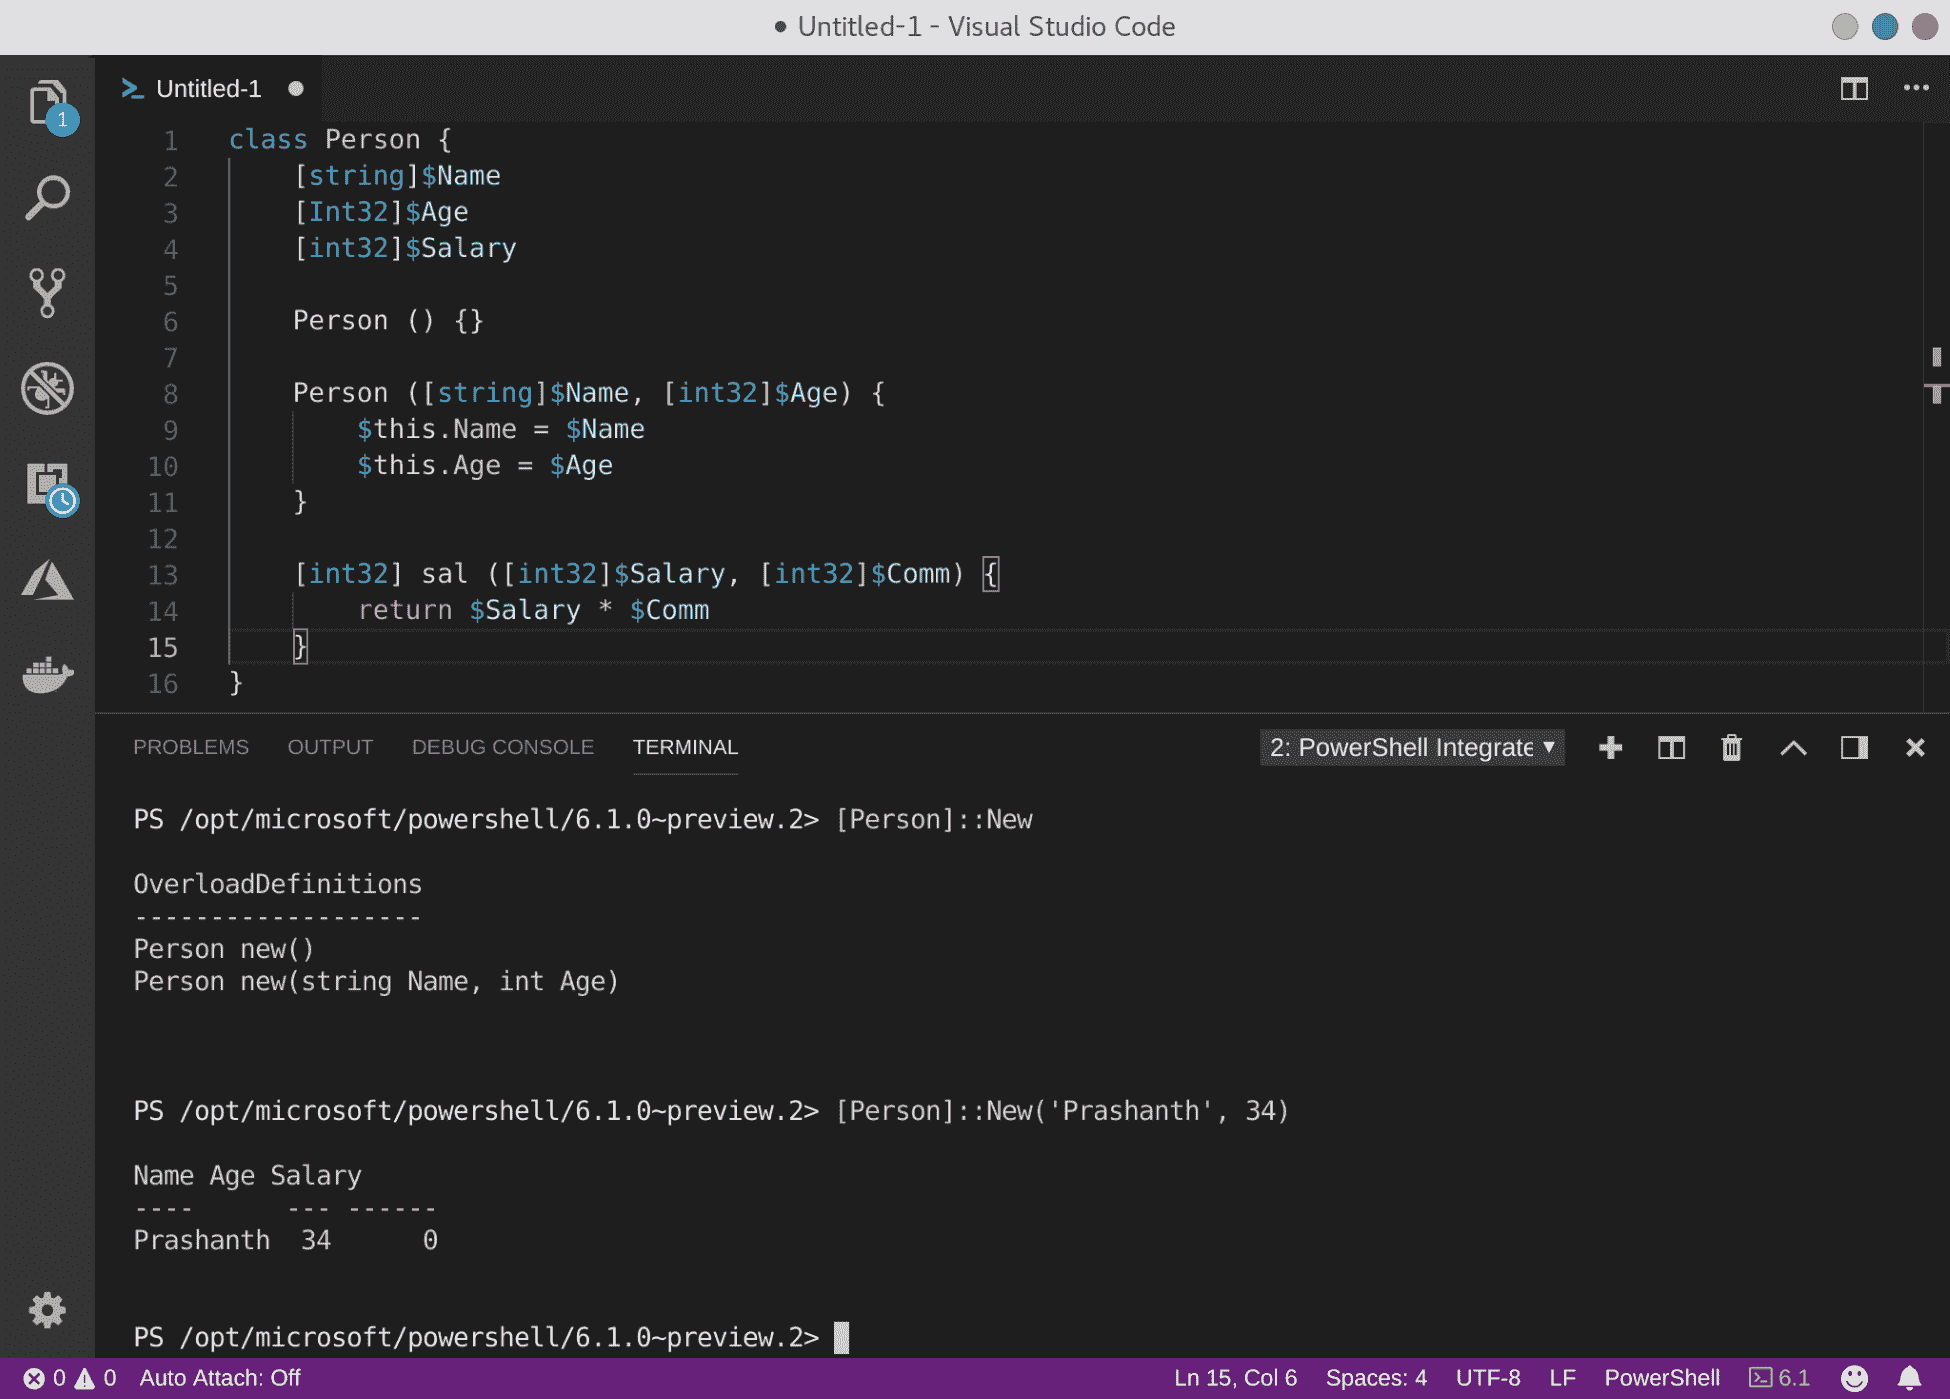 ● Untitled-1 - Visual Studio Code
Untitled-1 ●
1
1 class Person {
2     [string]$Name
3     [Int32]$Age
4     [int32]$Salary
5
6     Person () {}
7
8     Person ([string]$Name, [int32]$Age) {
9         $this.Name = $Name
10         $this.Age = $Age
11     }
12
13     [int32] sal ([int32]$Salary, [int32]$Comm) {
14         return $Salary * $Comm
15     }
16 }
PROBLEMS OUTPUT DEBUG CONSOLE TERMINAL 2: PowerShell Integrate
PS /opt/microsoft/powershell/6.1.0~preview.2> [Person]::New
OverloadDefinitions
-------------------
Person new()
Person new(string Name, int Age)
PS /opt/microsoft/powershell/6.1.0~preview.2> [Person]::New('Prashanth', 34)
Name Age Salary
----      --- ------
Prashanth  34      0
PS /opt/microsoft/powershell/6.1.0~preview.2>
0 0 Auto Attach: Off Ln 15, Col 6 Spaces: 4 UTF-8 LF PowerShell 6.1